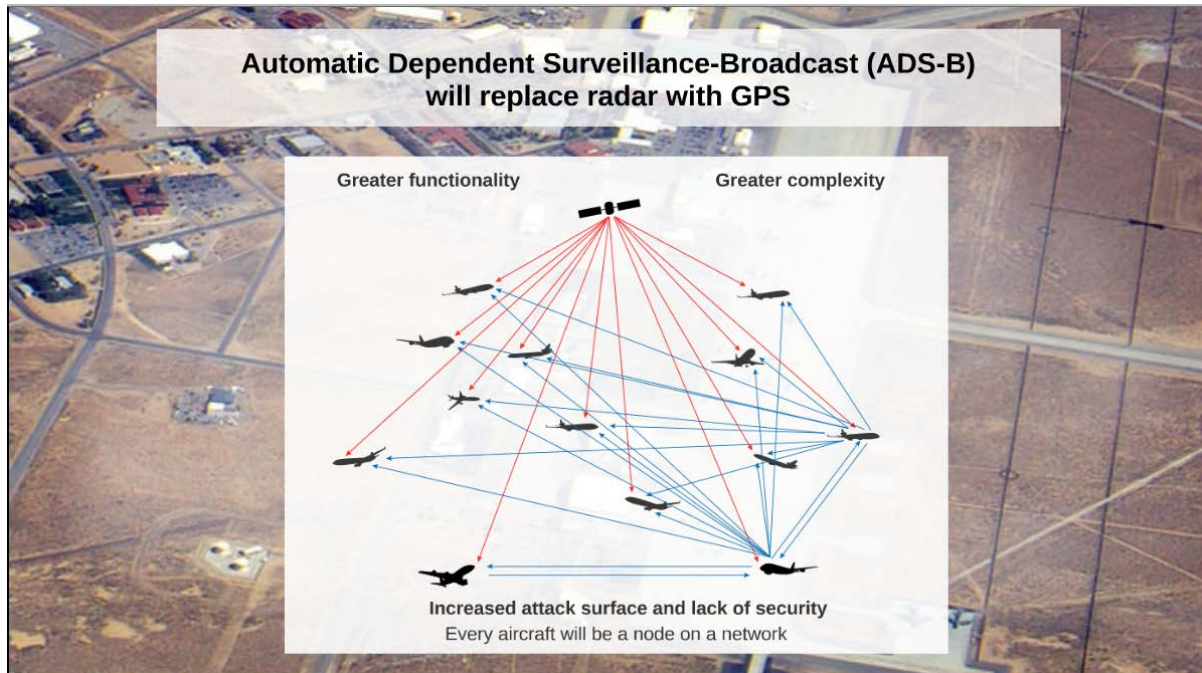 Automatic Dependent Surveillance-Broadcast (ADS-B)
will replace radar with GPS
Greater functionality
Greater complexity
Increased attack surface and lack of security
Every aircraft will be a node on a network